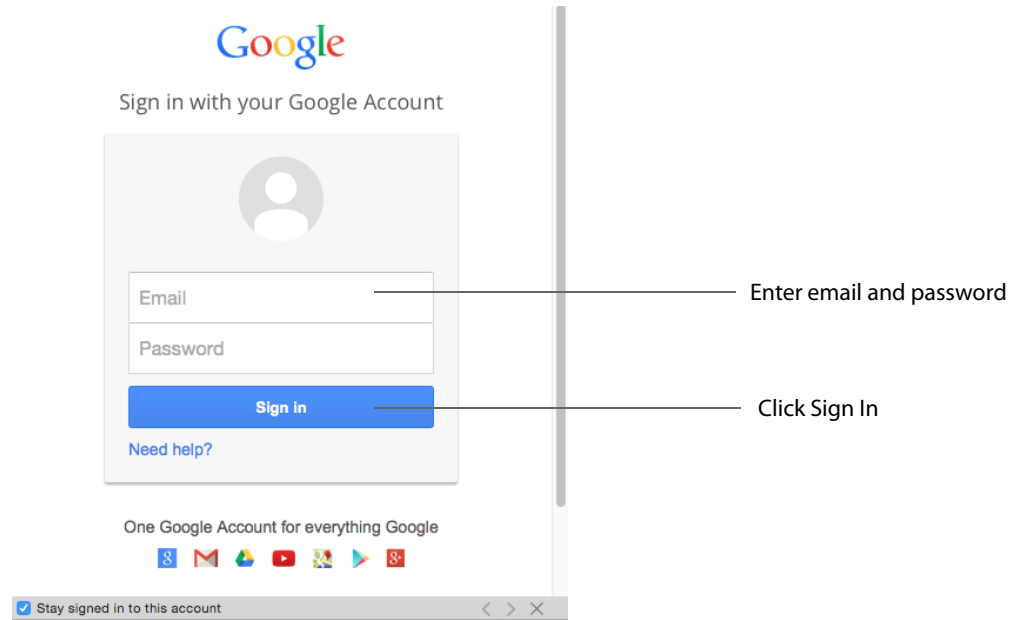 Google
Sign in with your Google Account
Email
Enter email and password
Password
Sign in
Click Sign In
Need help?
One Google Account for everything Google
Stay signed in to this account